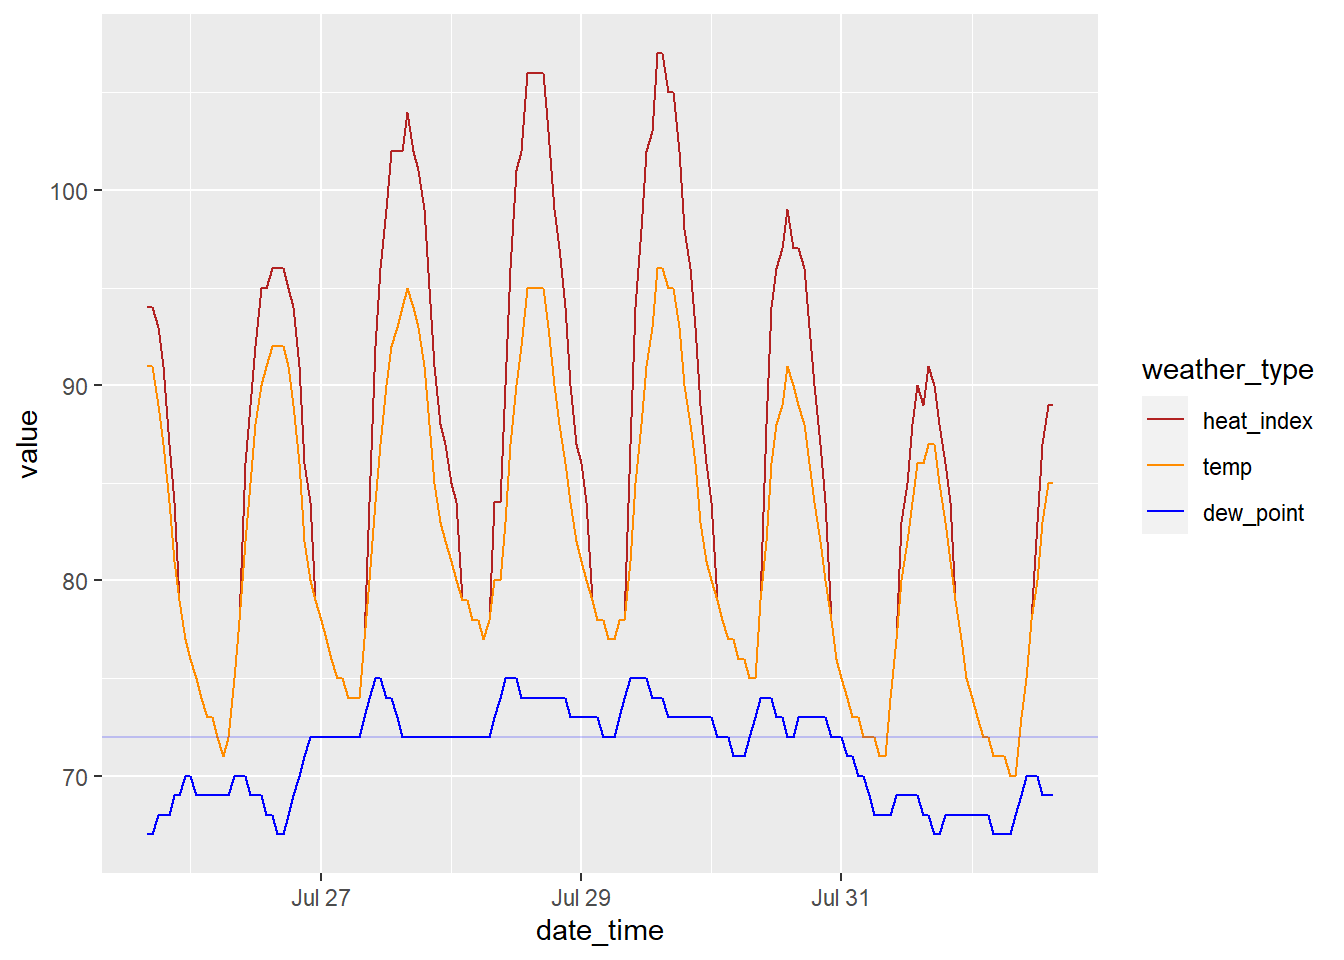 100
90
80
70
value
Jul 27
Jul 29
Jul 31
date_time
weather_type
heat_index
temp
dew_point